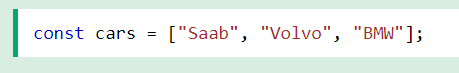 const cars = ["Saab", "Volvo", "BMW"];